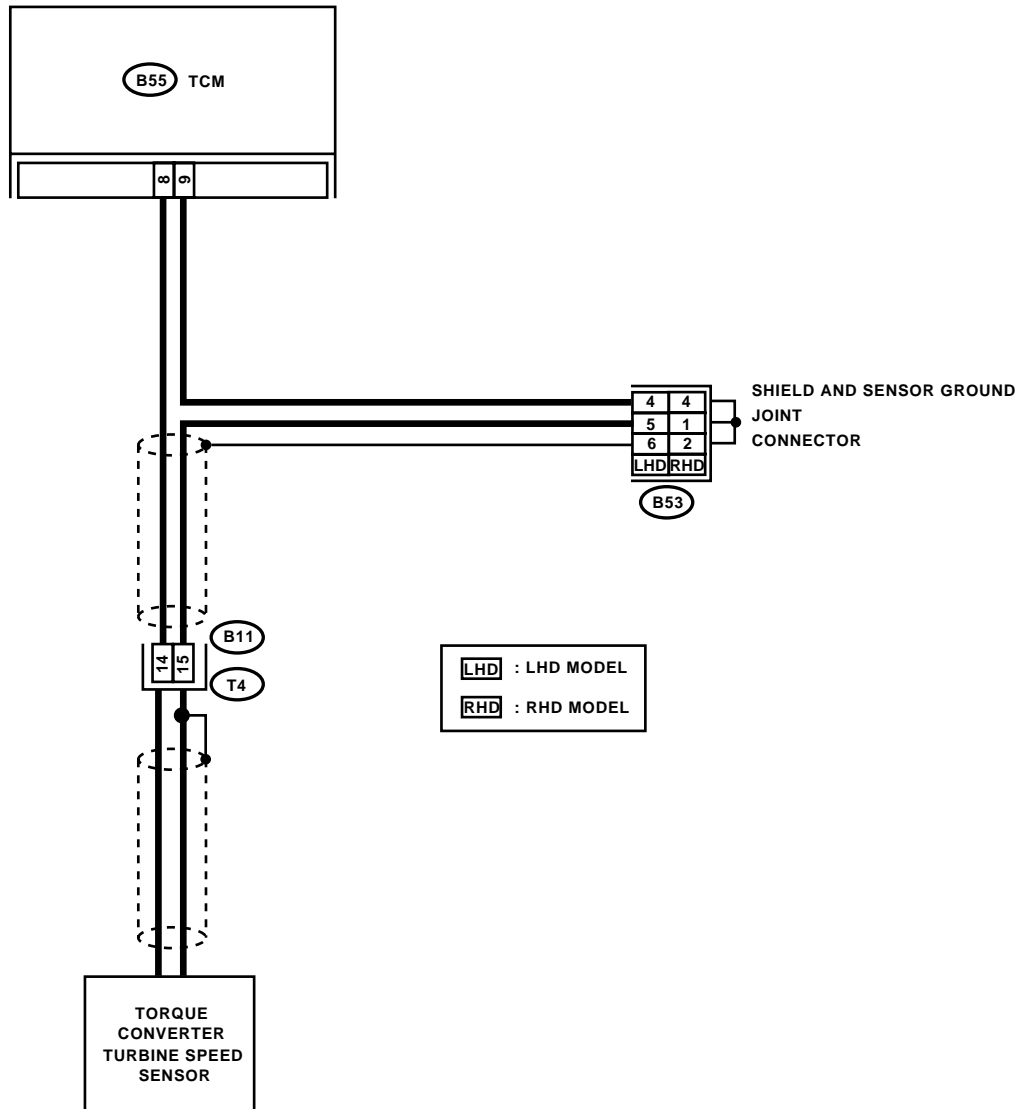 B55 TCM
8 9
SHIELD AND SENSOR GROUND
JOINT
CONNECTOR
4 4
5 1
6 2
LHD RHD
B53
B11
14 15
T4
LHD : LHD MODEL
RHD : RHD MODEL
TORQUE
CONVERTER
TURBINE SPEED
SENSOR